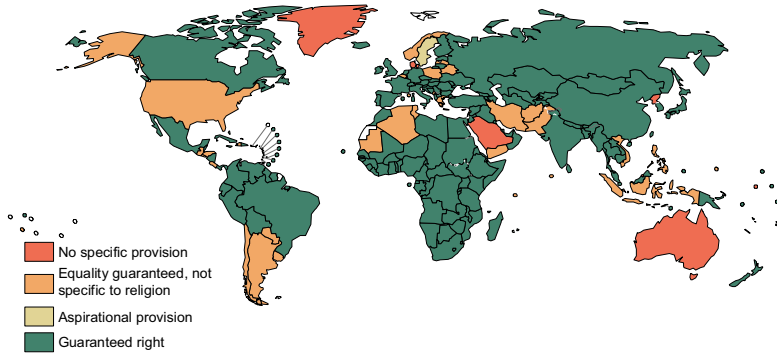 No specific provision
Equality guaranteed, not
specific to religion
Aspirational provision
Guaranteed right